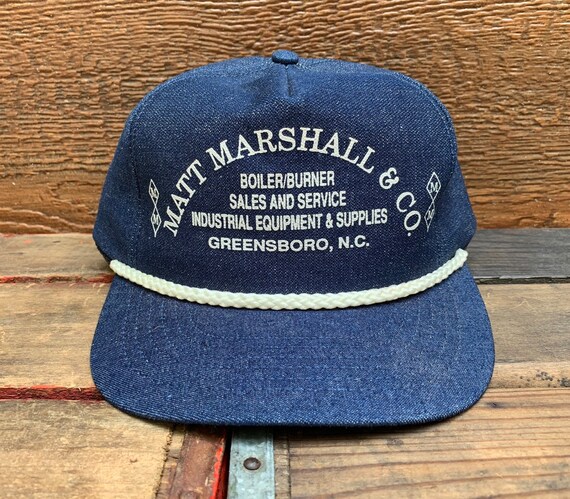 MATT MARSHALL & CO.
BOILER/BURNER
SALES AND SERVICE
INDUSTRIAL EQUIPMENT & SUPPLIES
GREENSBORO, N.C.
M
M